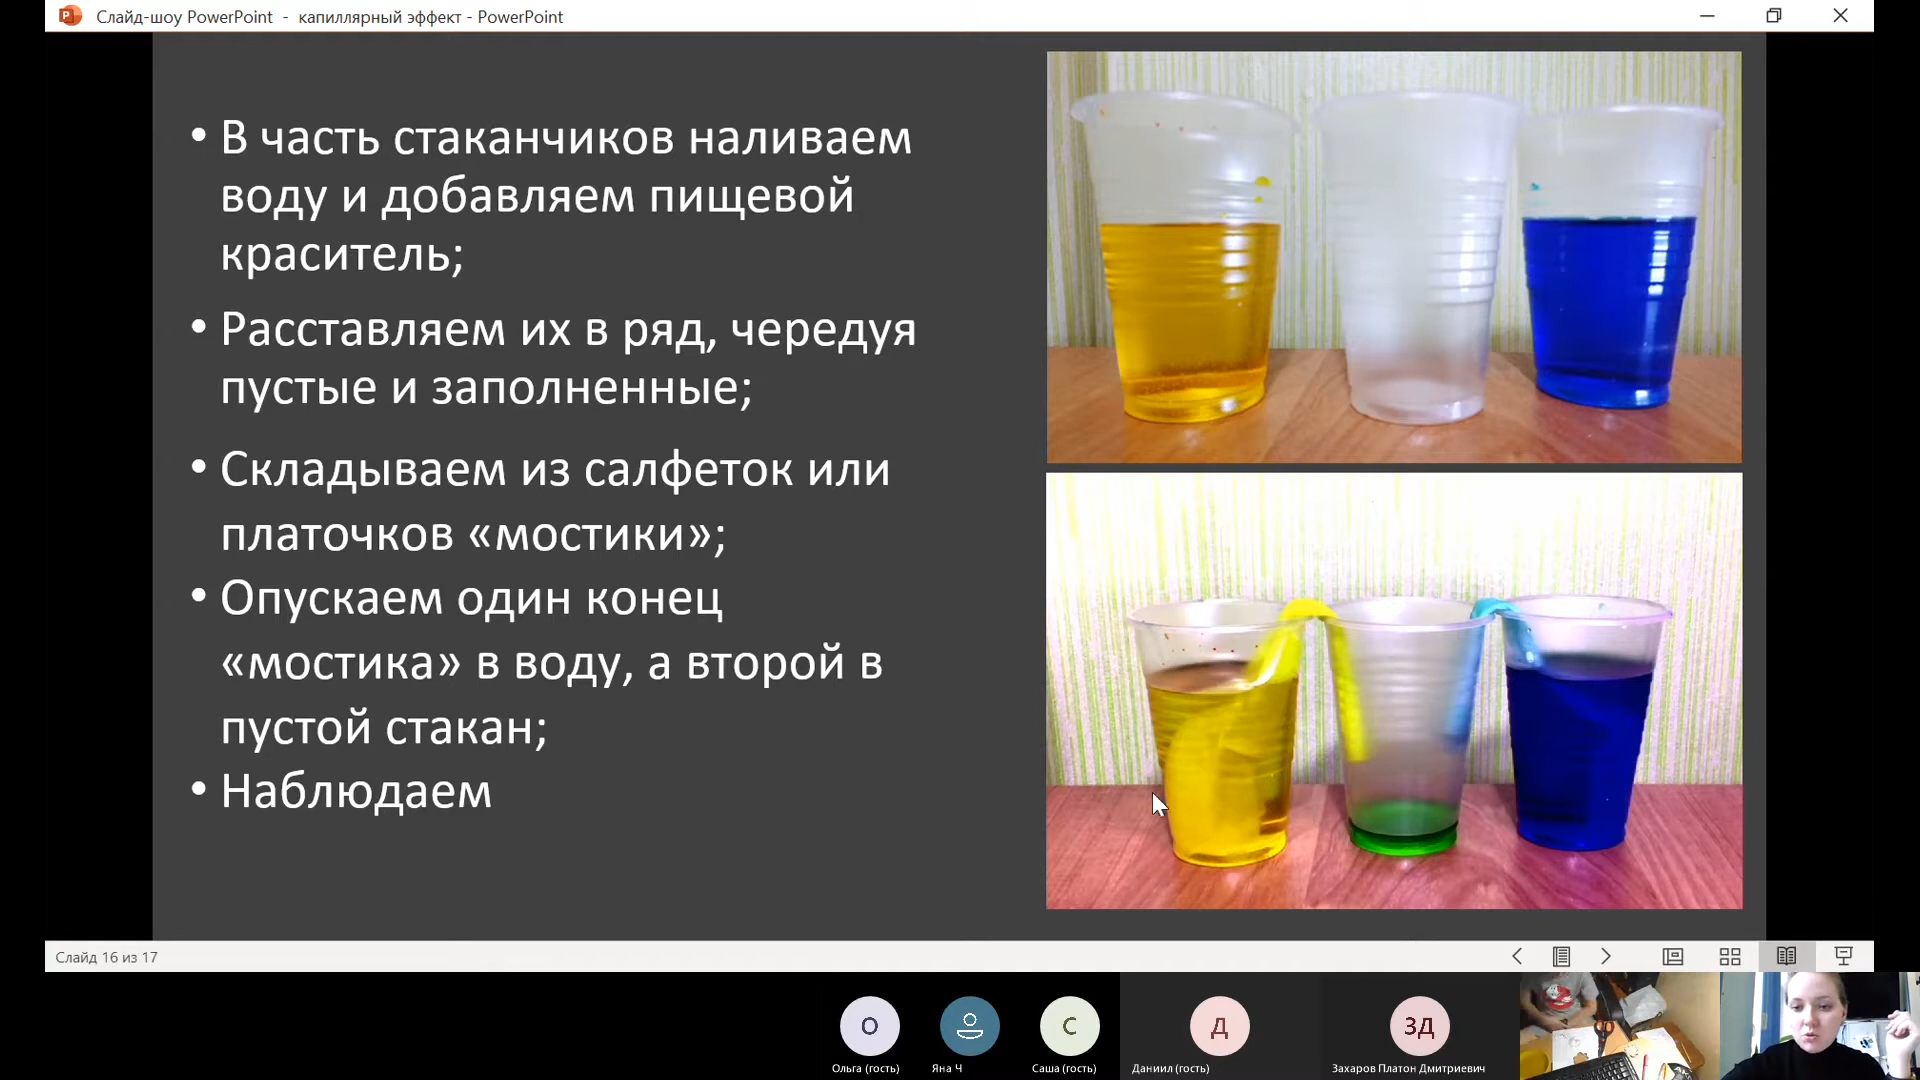 Слайд-шоу PowerPoint - капиллярный эффект - PowerPoint
• В часть стаканчиков наливаем
воду и добавляем пищевой
краситель;
• Расставляем их в ряд, чередуя
пустые и заполненные;
• Складываем из салфеток или
платочков «мостики»;
• Опускаем один конец
«мостика» в воду, а второй в
пустой стакан;
• Наблюдаем
Слайд 16 из 17
О
С
Д
ЗД
Ольга (гость)
Яна Ч
Саша (гость)
Даниил (гость)
Захаров Платон Дмитриевич